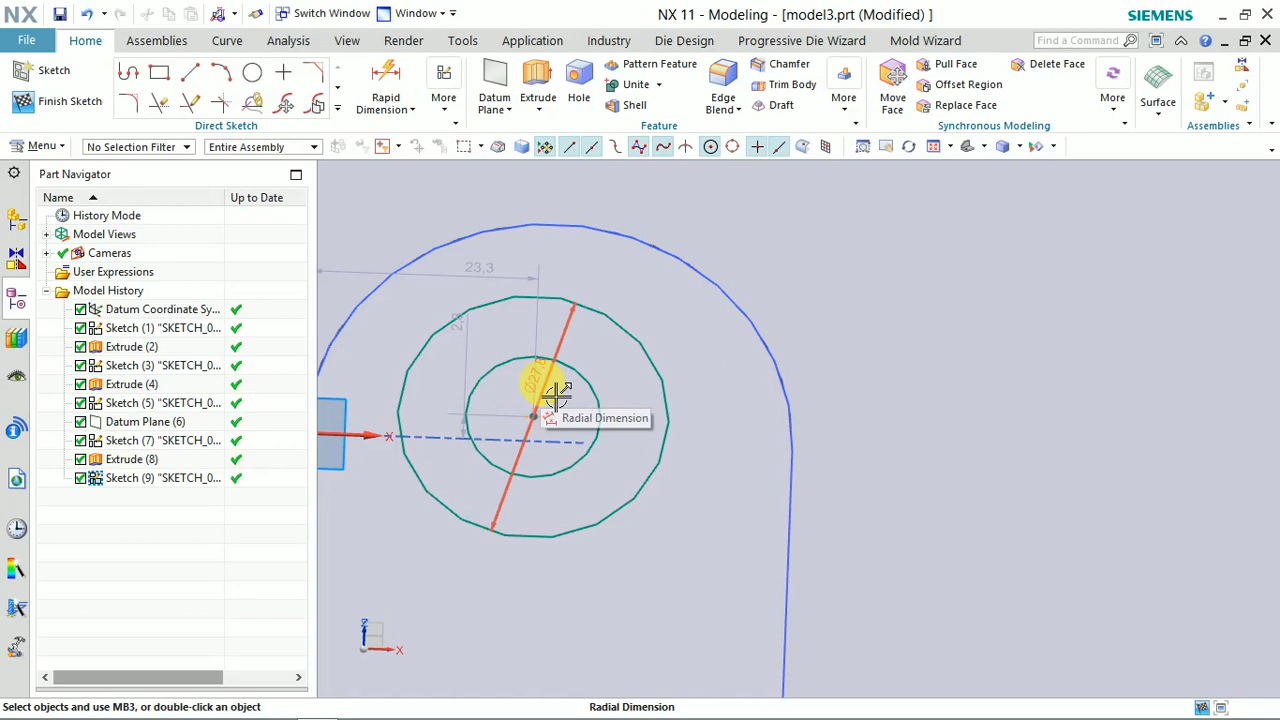 NX
Switch Window
Window
NX 11 - Modeling - [model3.prt (Modified) ]
SIEMENS
File
Home
Assemblies
Curve
Analysis
View
Render
Tools
Application
Industry
Die Design
Progressive Die Wizard
Mold Wizard
Find a Command
Sketch
Finish Sketch
Rapid
Dimension
More
Direct Sketch
Datum
Plane
Extrude
Hole
Pattern Feature
Unite
Shell
Edge
Blend
Chamfer
Trim Body
Draft
More
Feature
Move
Face
Pull Face
Offset Region
Replace Face
Delete Face
More
Synchronous Modeling
Surface
Assemblies
Menu
No Selection Filter
Entire Assembly
Part Navigator
Name
Up to Date
History Mode
Model Views
Cameras
User Expressions
Model History
Datum Coordinate Sy...
Sketch (1) "SKETCH_0...
Extrude (2)
Sketch (3) "SKETCH_0...
Extrude (4)
Sketch (5) "SKETCH_0...
Datum Plane (6)
Sketch (7) "SKETCH_0...
Extrude (8)
Sketch (9) "SKETCH_0...
23,3
X
Radial Dimension
Z
X
Select objects and use MB3, or double-click an object
Radial Dimension